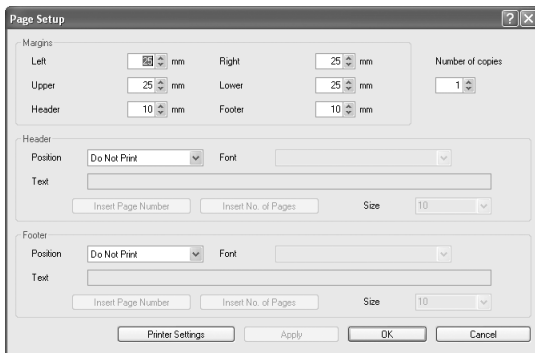 Page Setup
Margins
Left 25 mm Right 25 mm Number of copies
Upper 25 mm Lower 25 mm 1
Header 10 mm Footer 10 mm
Header
Position Do Not Print Font
Text
Insert Page Number Insert No. of Pages Size 10
Footer
Position Do Not Print Font
Text
Insert Page Number Insert No. of Pages Size 10
Printer Settings Apply OK Cancel